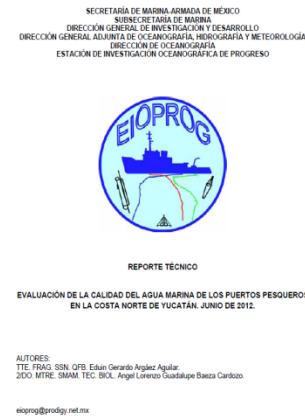 SECRETARÍA DE MARINA-ARMADA DE MÉXICO
SUBSECRETARÍA DE MARINA
DIRECCIÓN GENERAL DE INVESTIGACIÓN Y DESARROLLO
DIRECCIÓN GENERAL ADJUNTA DE OCEANOGRAFÍA, HIDROGRAFÍA Y METEOROLOGÍA
DIRECCIÓN DE OCEANOGRAFÍA
ESTACIÓN DE INVESTIGACIÓN OCEANOGRÁFICA DE PROGRESO
EIOPROG
REPORTE TÉCNICO
EVALUACIÓN DE LA CALIDAD DEL AGUA MARINA DE LOS PUERTOS PESQUEROS
EN LA COSTA NORTE DE YUCATÁN. JUNIO DE 2012.
AUTORES:
TTE. FRAG. SSN. QFB. Eduin Gerardo Argáez Aguilar.
2/DO. MTRE. SMAM. TEC. BIOL. Angel Lorenzo Guadalupe Baeza Cardozo.
eioprog@prodigy.net.mx